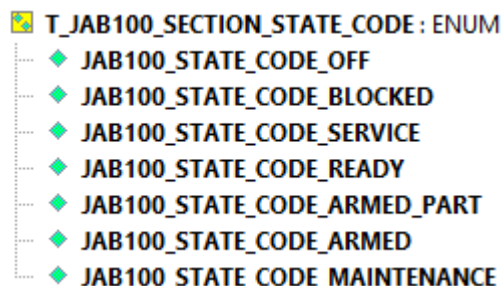 T_JAB100_SECTION_STATE_CODE : ENUM
JAB100_STATE_CODE_OFF
JAB100_STATE_CODE_BLOCKED
JAB100_STATE_CODE_SERVICE
JAB100_STATE_CODE_READY
JAB100_STATE_CODE_ARMED_PART
JAB100_STATE_CODE_ARMED
JAB100_STATE_CODE_MAINTENANCE